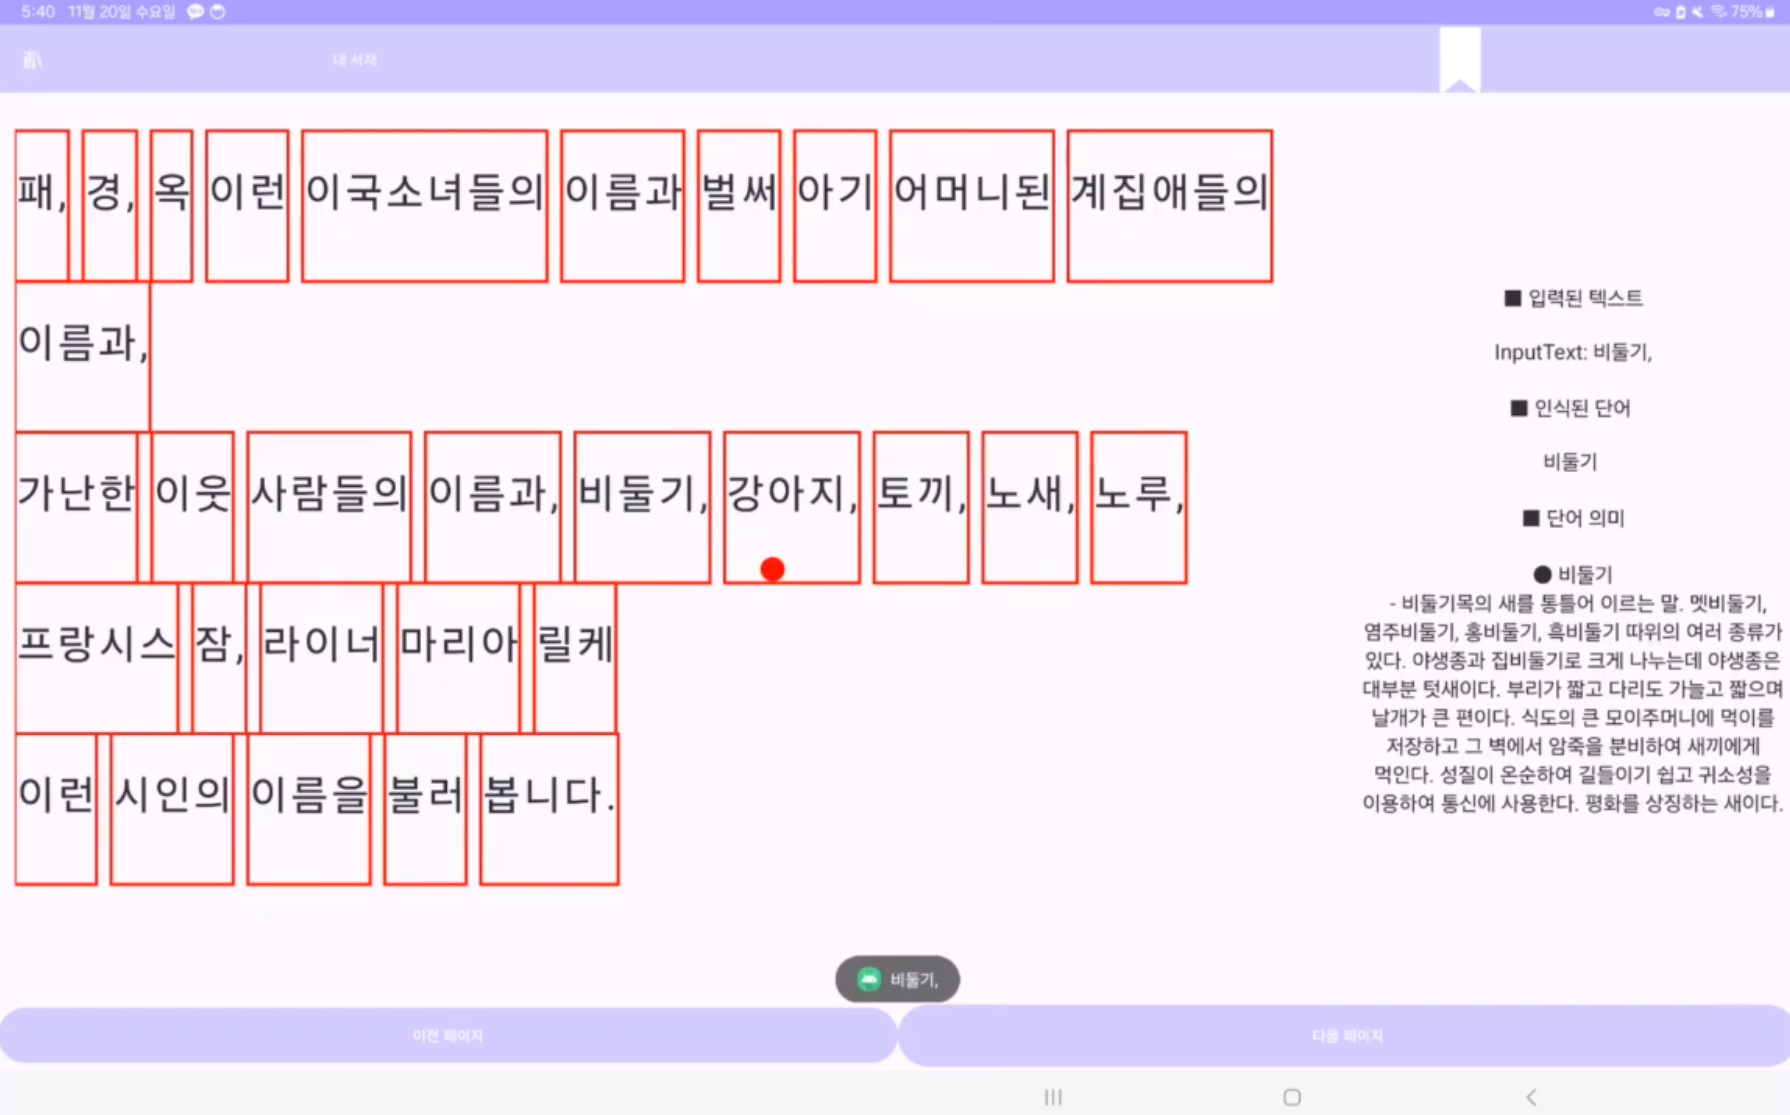 5:40 11월 20일 수요일
75%
내 서재
패, 경, 옥 이런 이국소녀들의 이름과 벌써 아기 어머니된 계집애들의
이름과,
가난한 이웃 사람들의 이름과, 비둘기, 강아지, 토끼, 노새, 노루,
프랑시스 잠, 라이너 마리아 릴케
이런 시인의 이름을 불러 봅니다.
■ 입력된 텍스트
InputText: 비둘기,
■ 인식된 단어
비둘기
■ 단어 의미
● 비둘기
- 비둘기목의 새를 통틀어 이르는 말. 멧비둘기,
염주비둘기, 홍비둘기, 흑비둘기 따위의 여러 종류가
있다. 야생종과 집비둘기로 크게 나누는데 야생종은
대부분 텃새이다. 부리가 짧고 다리도 가늘고 짧으며
날개가 큰 편이다. 식도의 큰 모이주머니에 먹이를
저장하고 그 벽에서 암죽을 분비하여 새끼에게
먹인다. 성질이 온순하여 길들이기 쉽고 귀소성을
이용하여 통신에 사용한다. 평화를 상징하는 새이다.
비둘기,
이전 페이지
다음 페이지